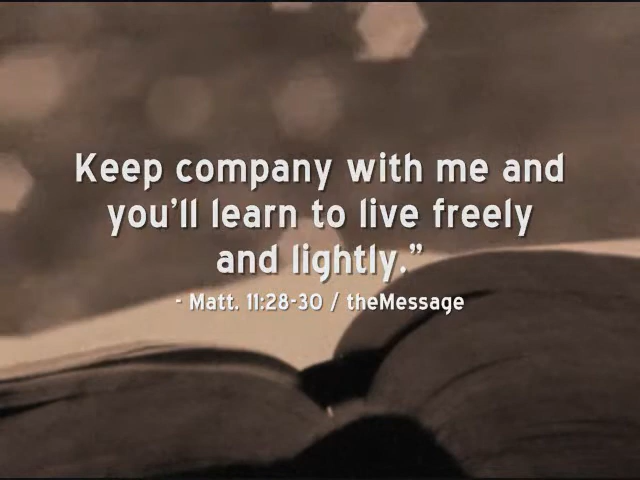 Keep company with me and
you'll learn to live freely
and lightly.”
- Matt. 11:28-30 / theMessage